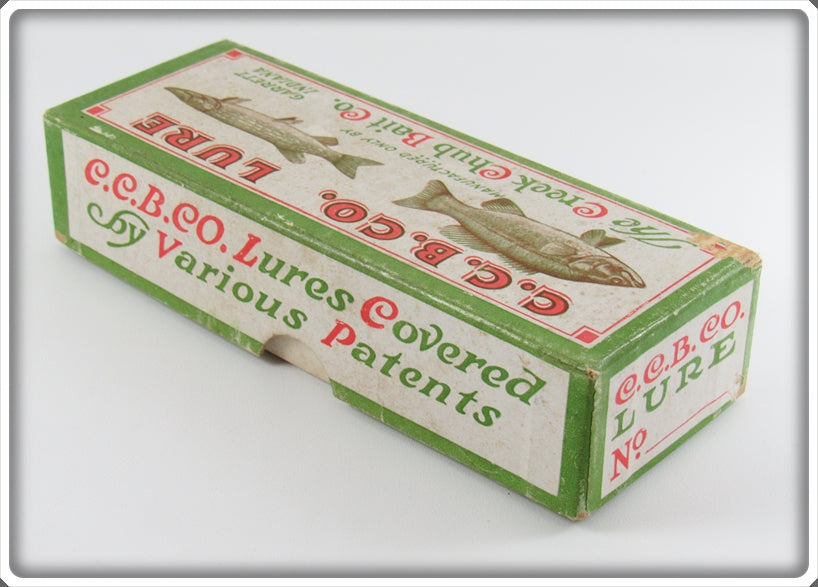 The Creek Chub Bait Co.
MANUFACTURED ONLY BY
GARRETT
INDIANA
C.C.B.CO. LURE
C.C.B.CO. Lures Covered
by Various Patents
C.C.B.CO.
LURE
No.